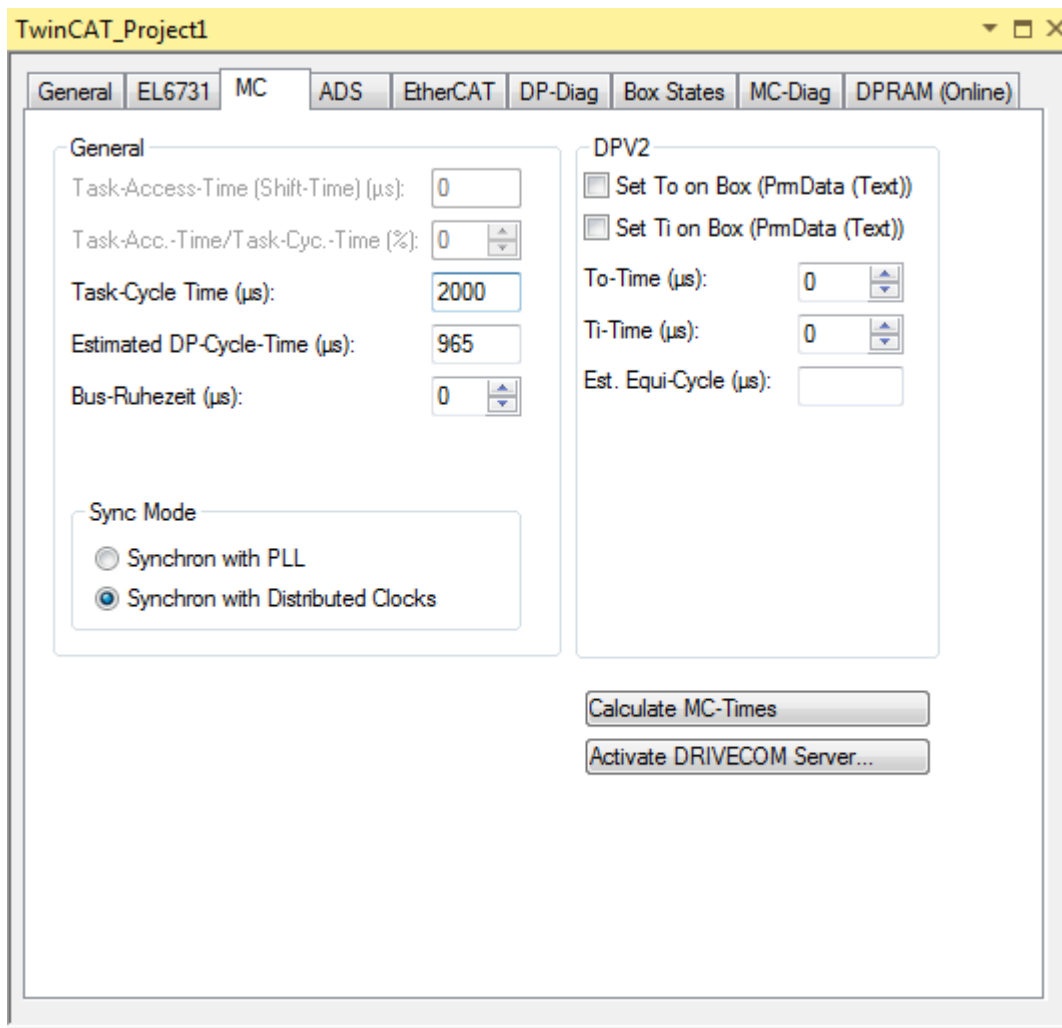 TwinCAT_Project1
General EL6731 MC ADS EtherCAT DP-Diag Box States MC-Diag DPRAM (Online)
General
Task-Access-Time (Shift-Time) (µs): 0
Task-Acc.-Time/Task-Cyc.-Time (%): 0
Task-Cycle Time (µs): 2000
Estimated DP-Cycle-Time (µs): 965
Bus-Ruhezeit (µs): 0
Sync Mode
Synchron with PLL
Synchron with Distributed Clocks
DPV2
Set To on Box (PrmData (Text))
Set Ti on Box (PrmData (Text))
To-Time (µs): 0
Ti-Time (µs): 0
Est. Equi-Cycle (µs):
Calculate MC-Times
Activate DRIVECOM Server...